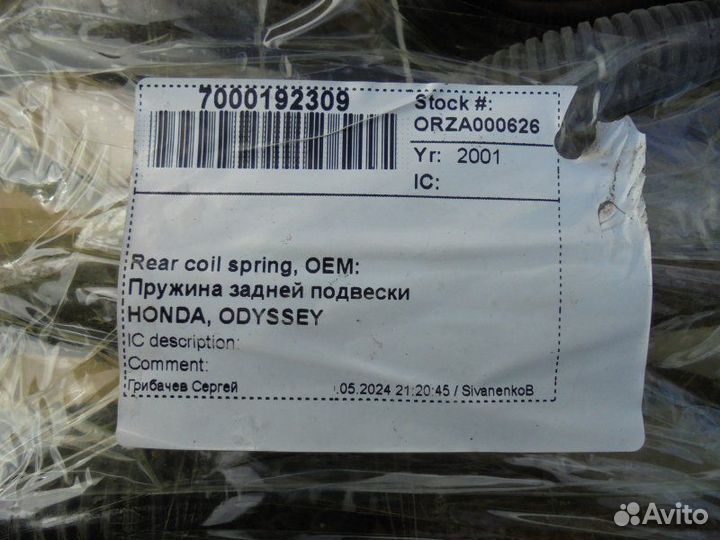 7000192309
Stock #:
ORZA000626
Yr: 2001
IC:
Rear coil spring, OEM:
Пружина задней подвески
HONDA, ODYSSEY
IC description:
Comment:
Грибачев Сергей
.05.2024 21:20:45 / SivanenkoB
Avito